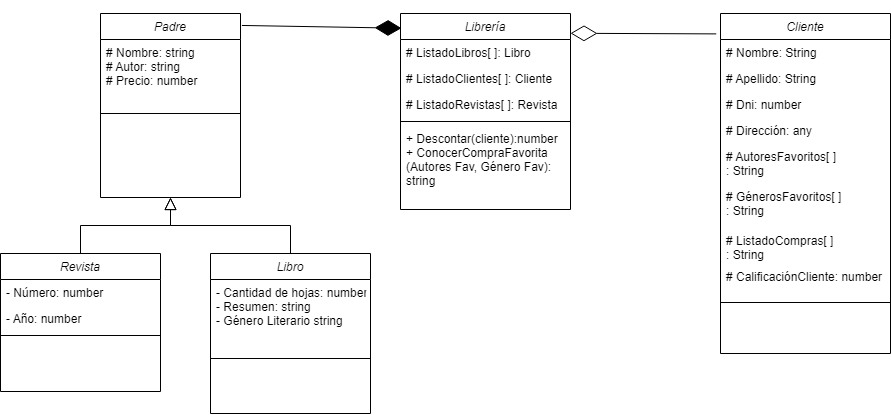 Padre
# Nombre: string
# Autor: string
# Precio: number
Librería
# ListadoLibros[ ]: Libro
# ListadoClientes[ ]: Cliente
# ListadoRevistas[ ]: Revista
+ Descontar(cliente):number
+ ConocerCompraFavorita
(Autores Fav, Género Fav):
string
Cliente
# Nombre: String
# Apellido: String
# Dni: number
# Dirección: any
# AutoresFavoritos[ ]
: String
# GénerosFavoritos[ ]
: String
# ListadoCompras[ ]
: String
# CalificaciónCliente: number
Revista
- Número: number
- Año: number
Libro
- Cantidad de hojas: number
- Resumen: string
- Género Literario string